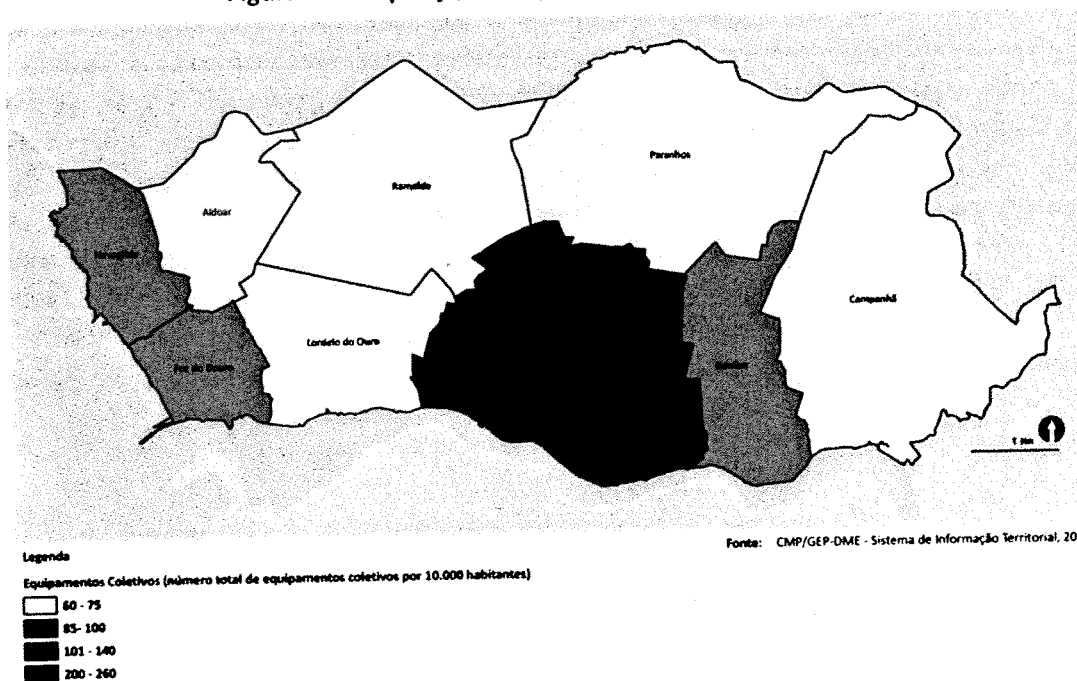 Paranhos
Ramalde
Aldoar
Nevogilde
Campanhã
Lordelo do Ouro
Foz do Douro
Bonfim
1 Km
Fonte: CMP/GEP-DME - Sistema de Informação Territorial, 20
Legenda
Equipamentos Coletivos (número total de equipamentos coletivos por 10.000 habitantes)
60 - 75
85- 100
101 - 140
200 - 260